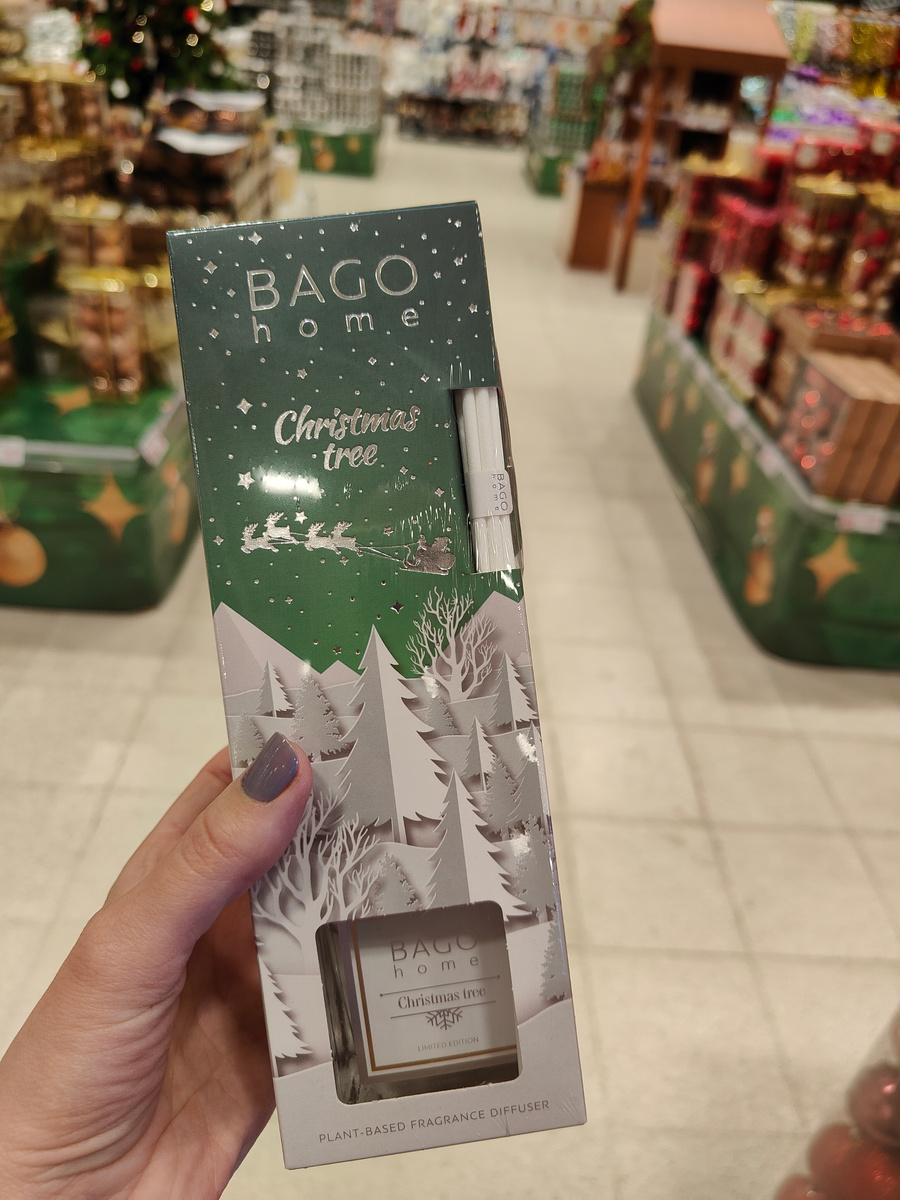 BAGO
home
Christmas
tree
BAGO
home
BAGO
home
Christmas tree
LIMITED EDITION
PLANT-BASED FRAGRANCE DIFFUSER